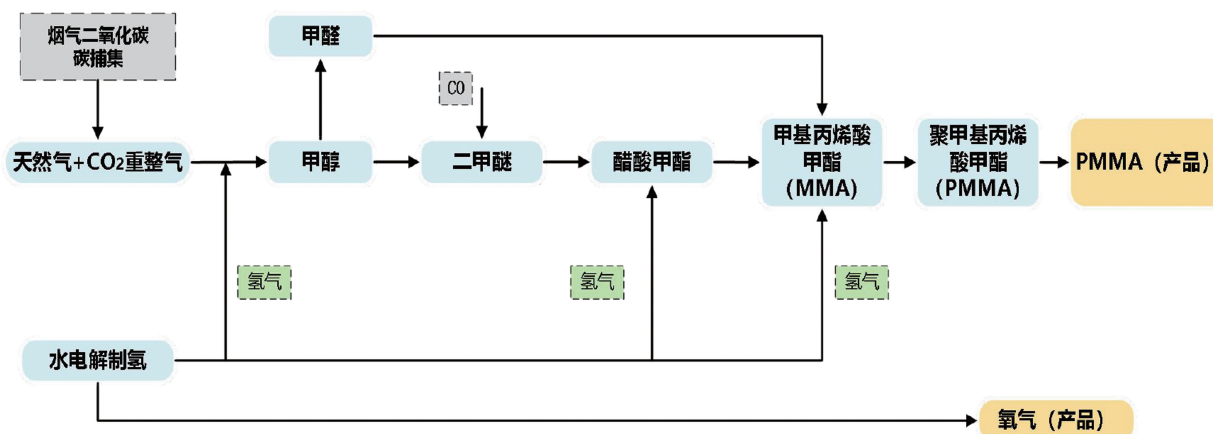 烟气二氧化碳
碳捕集
甲醛
CO
天然气+CO₂重整气
甲醇
二甲醚
醋酸甲酯
甲基丙烯酸
甲酯
(MMA)
聚甲基丙烯
酸甲酯
(PMMA)
PMMA（产品）
氢气
氢气
氢气
水电解制氢
氧气（产品）